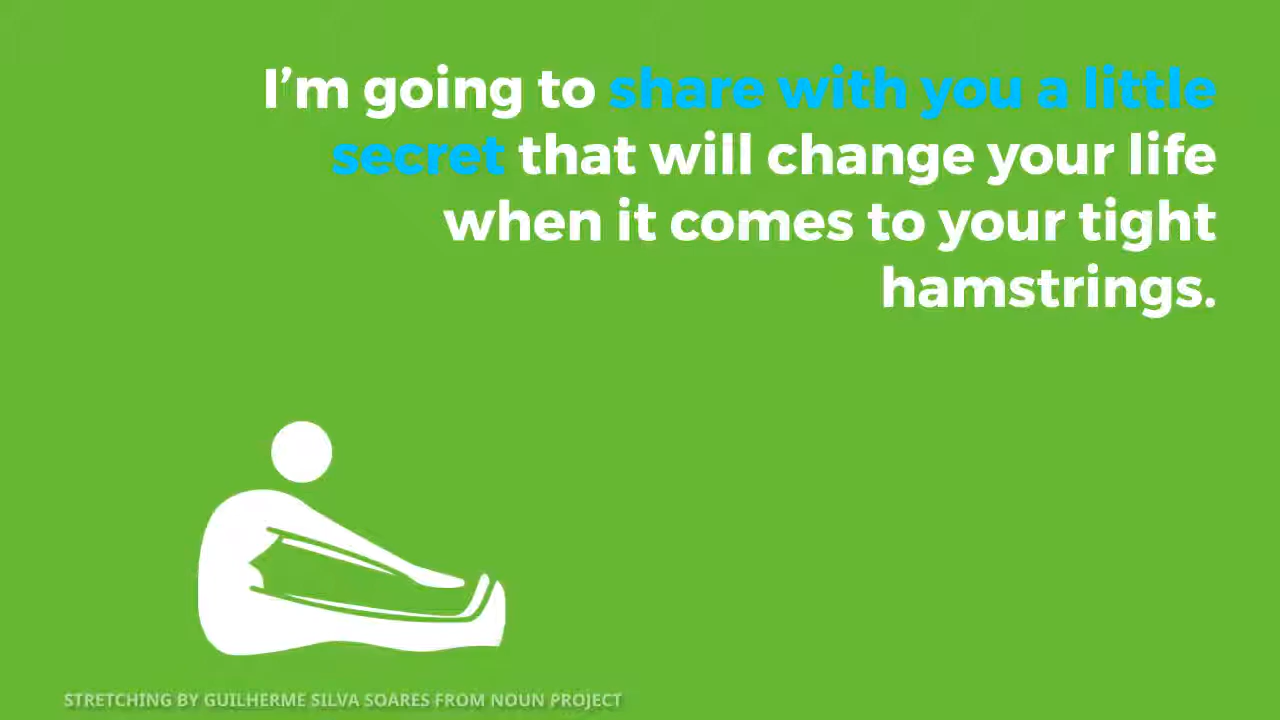 I’m going to share with you a little
secret that will change your life
when it comes to your tight
hamstrings.
STRETCHING BY GUILHERME SILVA SOARES FROM NOUN PROJECT